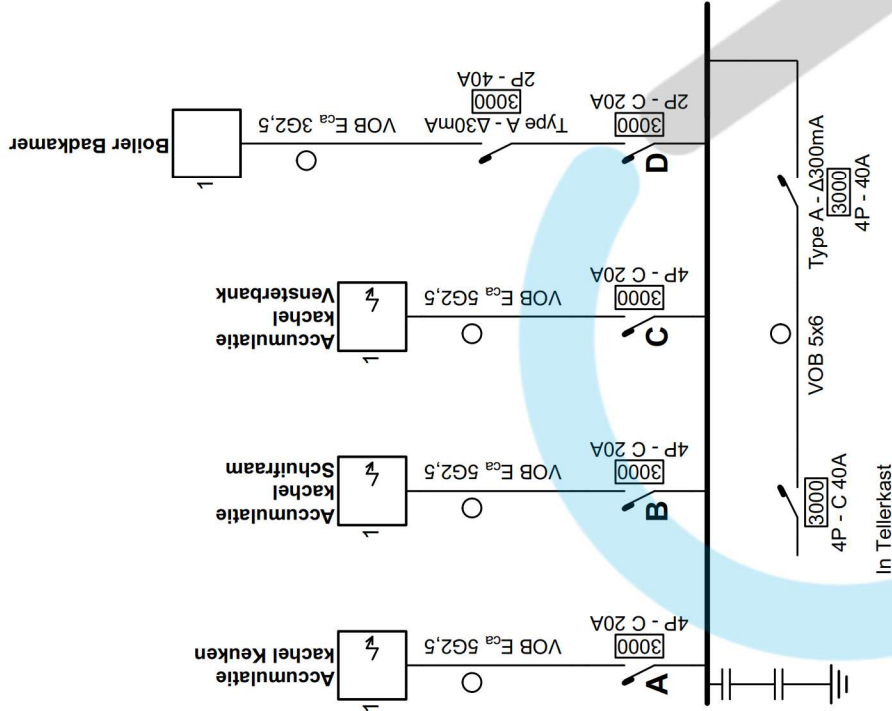 Boiler Badkamer
1
VOB Eca 3G2,5
2P - 40A
3000
Type A - Δ30mA
2P - C 20A
3000
D
Accumulatie
kachel
Vensterbank
1
VOB Eca 5G2,5
4P - C 20A
3000
C
Accumulatie
kachel
Schuifraam
1
VOB Eca 5G2,5
4P - C 20A
3000
B
Accumulatie
kachel Keuken
1
VOB Eca 5G2,5
4P - C 20A
3000
A
Type A - Δ300mA
3000
4P - 40A
VOB 5x6
3000
4P - C 40A
In Tellerkast